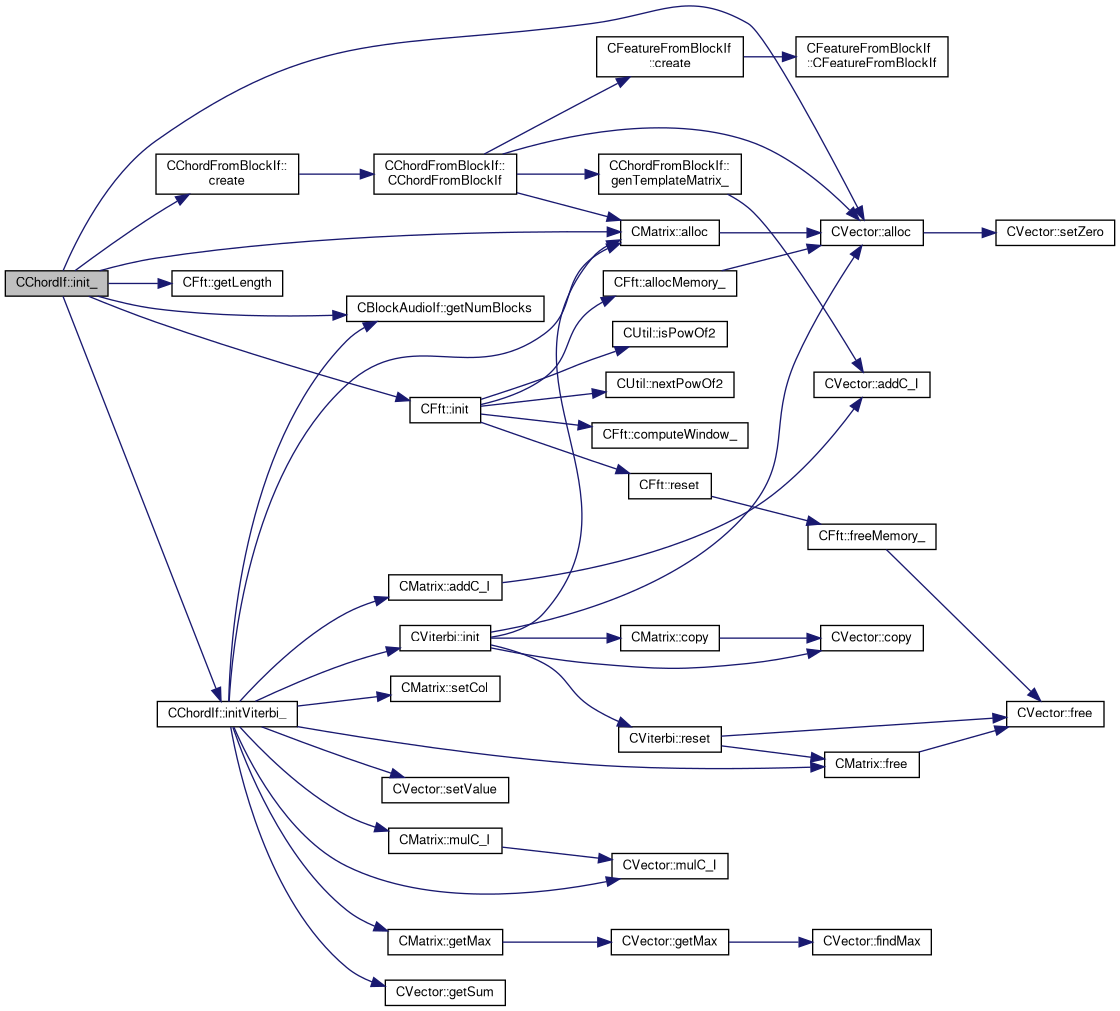 CFeatureFromBlockIf
::create
CFeatureFromBlockIf
::CFeatureFromBlockIf
CChordFromBlockIf::
create
CChordFromBlockIf::
CChordFromBlockIf
CChordFromBlockIf::
genTemplateMatrix_
CMatrix::alloc
CVector::alloc
CVector::setZero
CChordIf::init_
CFft::getLength
CFft::allocMemory_
CBlockAudioIf::getNumBlocks
CUtil::isPowOf2
CUtil::nextPowOf2
CVector::addC_I
CFft::init
CFft::computeWindow_
CFft::reset
CFft::freeMemory_
CMatrix::addC_I
CViterbi::init
CMatrix::copy
CVector::copy
CMatrix::setCol
CChordIf::initViterbi_
CVector::free
CViterbi::reset
CMatrix::free
CVector::setValue
CMatrix::mulC_I
CVector::mulC_I
CMatrix::getMax
CVector::getMax
CVector::findMax
CVector::getSum